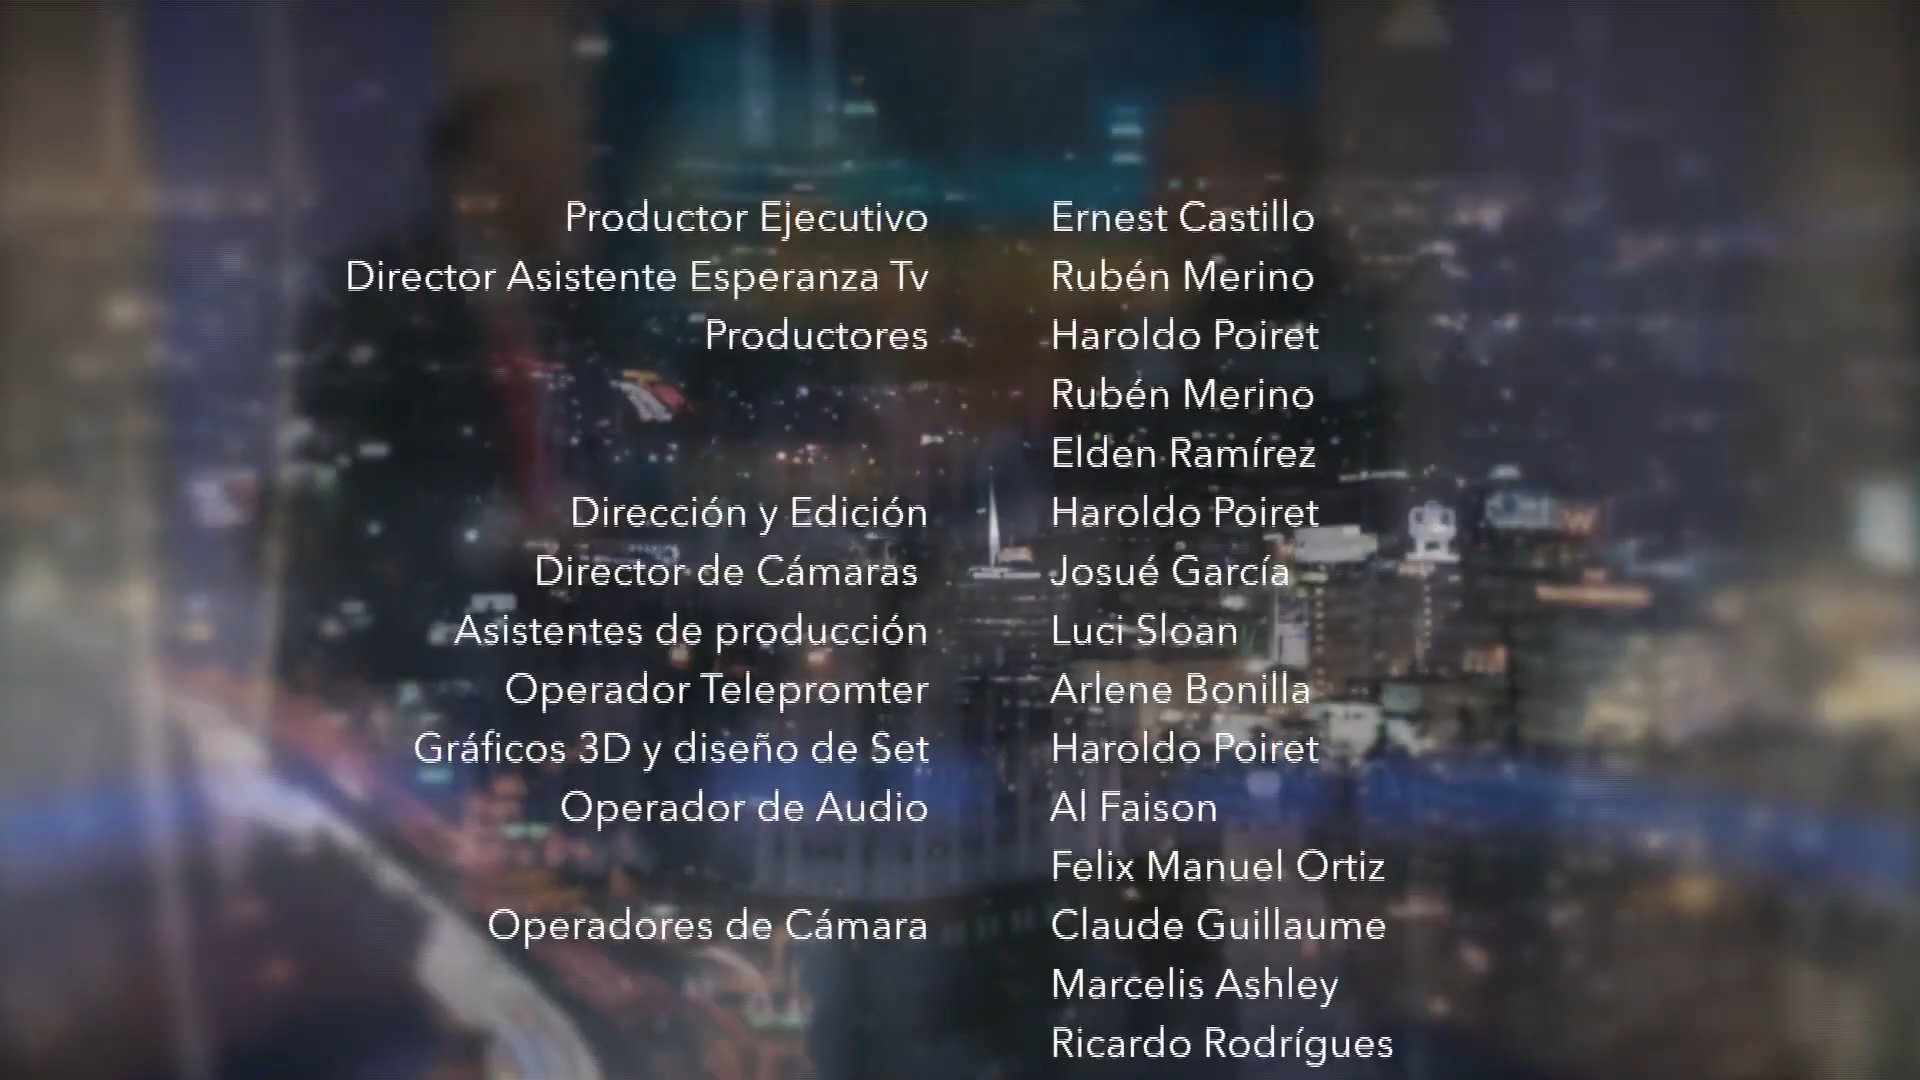 Productor Ejecutivo Ernest Castillo
Director Asistente Esperanza Tv Rubén Merino
Productores Haroldo Poiret
Rubén Merino
Elden Ramírez
Dirección y Edición Haroldo Poiret
Director de Cámaras Josué García
Asistentes de producción Luci Sloan
Operador Telepromter Arlene Bonilla
Gráficos 3D y diseño de Set Haroldo Poiret
Operador de Audio Al Faison
Felix Manuel Ortiz
Operadores de Cámara Claude Guillaume
Marcelis Ashley
Ricardo Rodrígues